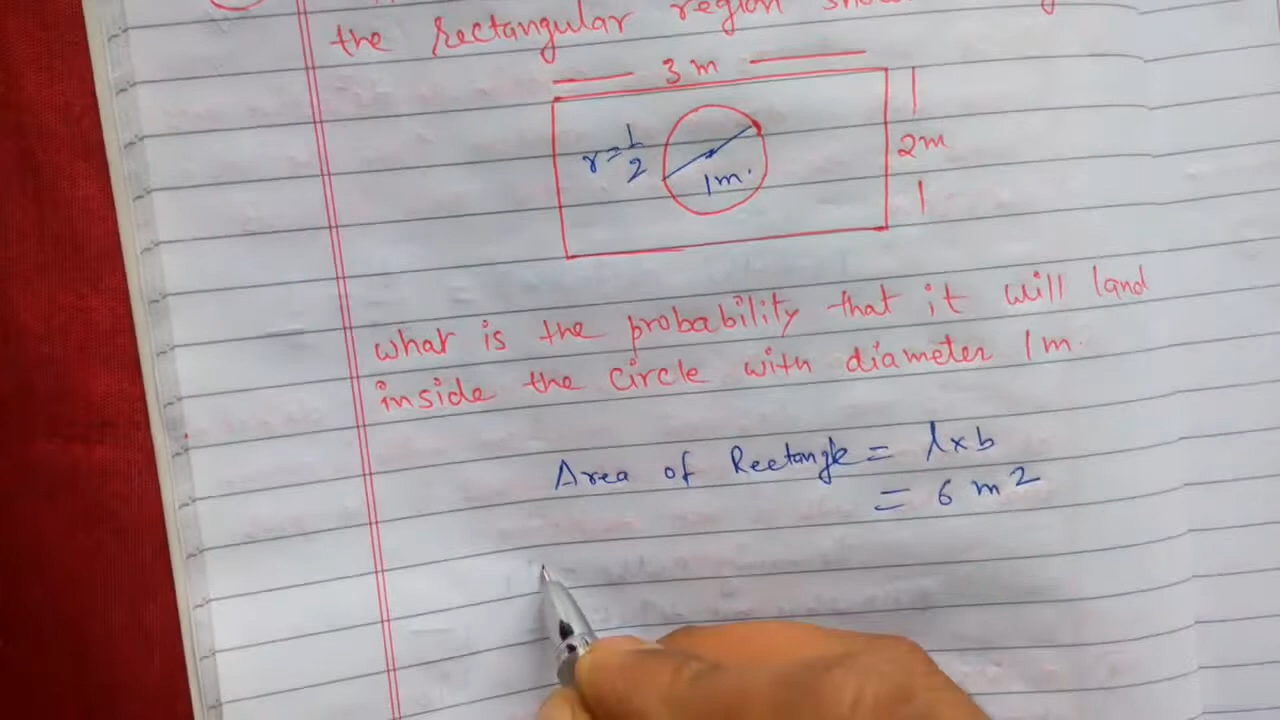 the rectangular region
3 m
r = 1/2
1m.
2m
what is the probability that it will land
inside the circle with diameter 1m.
Area of Rectangle = l x b
= 6 m2